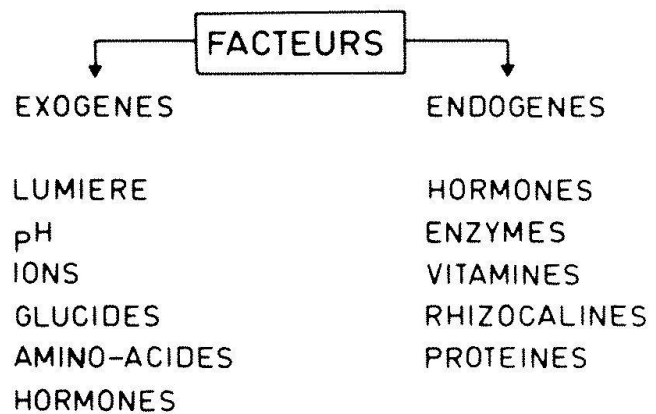 FACTEURS
EXOGENES
LUMIERE
pH
IONS
GLUCIDES
AMINO-ACIDES
HORMONES
ENDOGENES
HORMONES
ENZYMES
VITAMINES
RHIZOCALINES
PROTEINES